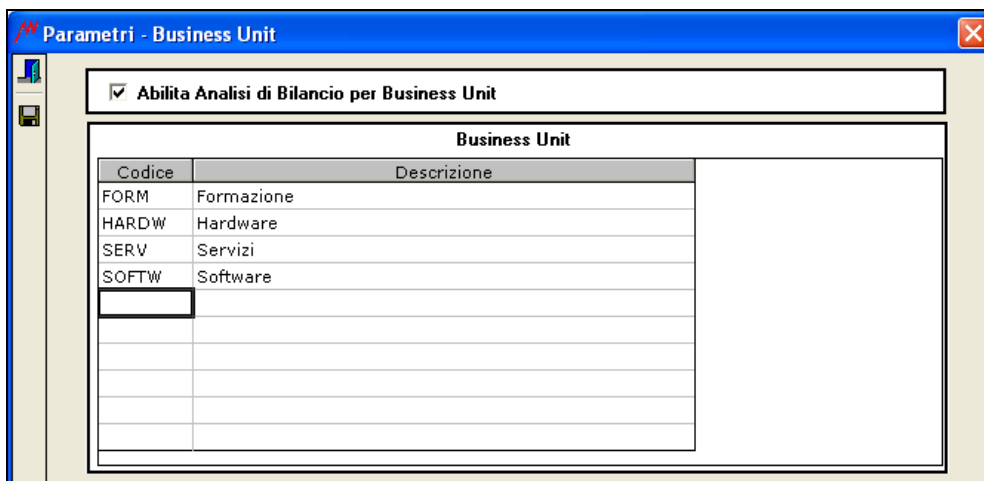 Parametri - Business Unit
Abilita Analisi di Bilancio per Business Unit
Business Unit
Codice Descrizione
FORM Formazione
HARDW Hardware
SERV Servizi
SOFTW Software